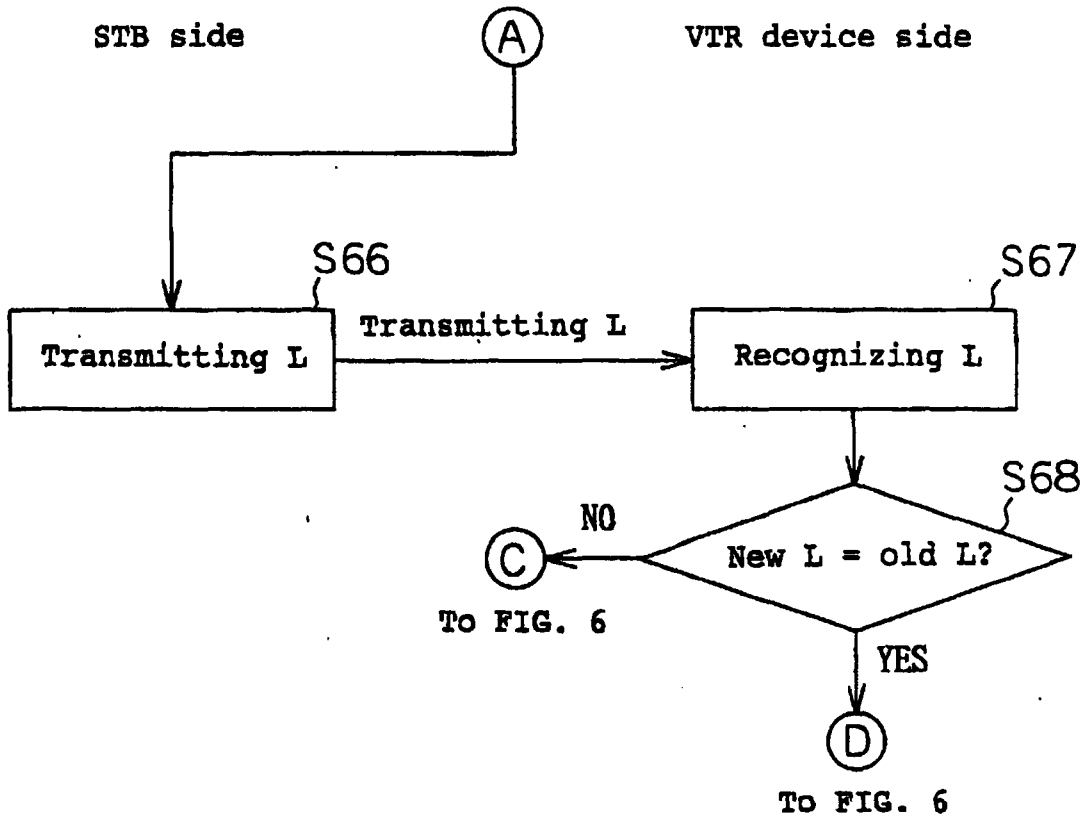 STB side
A
VTR device side
S66
S67
Transmitting L
Transmitting L
Recognizing L
S68
NO
New L = old L?
C
To FIG. 6
YES
D
To FIG. 6